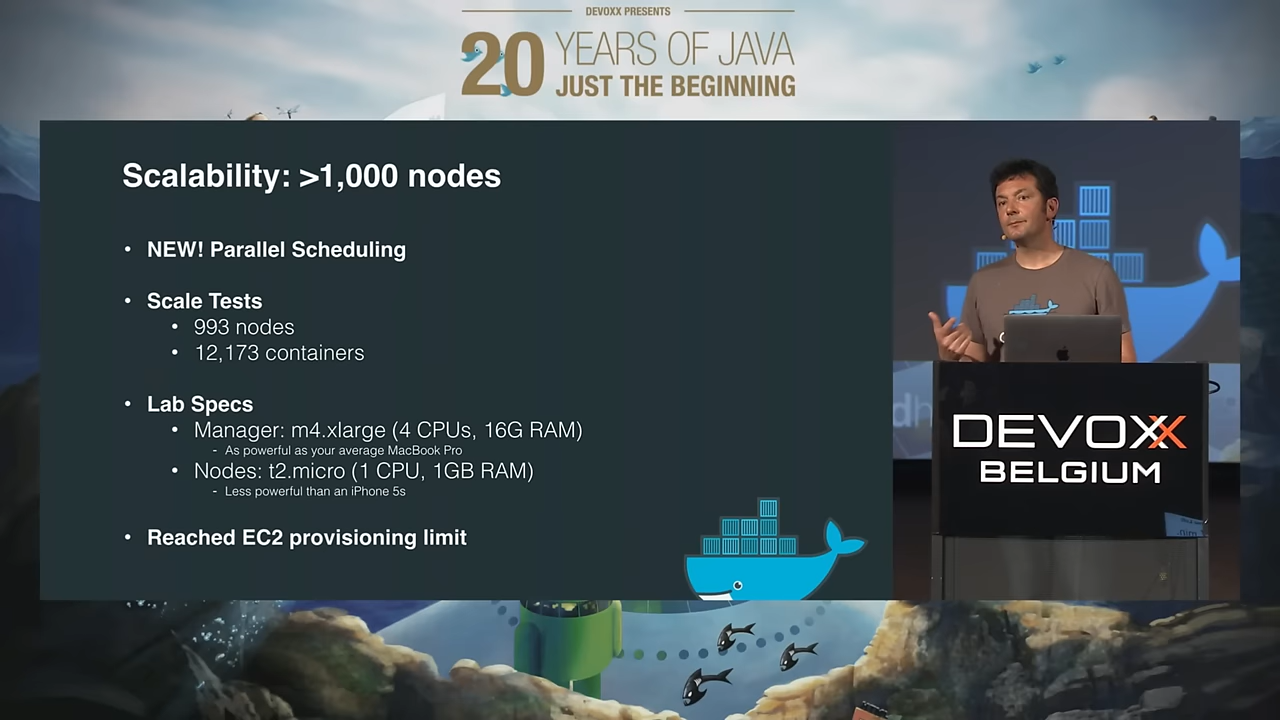 DEVOXX PRESENTS
20 YEARS OF JAVA
JUST THE BEGINNING
Scalability: >1,000 nodes
• NEW! Parallel Scheduling
• Scale Tests
• 993 nodes
• 12,173 containers
• Lab Specs
• Manager: m4.xlarge (4 CPUs, 16G RAM)
- As powerful as your average MacBook Pro
• Nodes: t2.micro (1 CPU, 1GB RAM)
- Less powerful than an iPhone 5s
• Reached EC2 provisioning limit
DEVOXX
BELGIUM